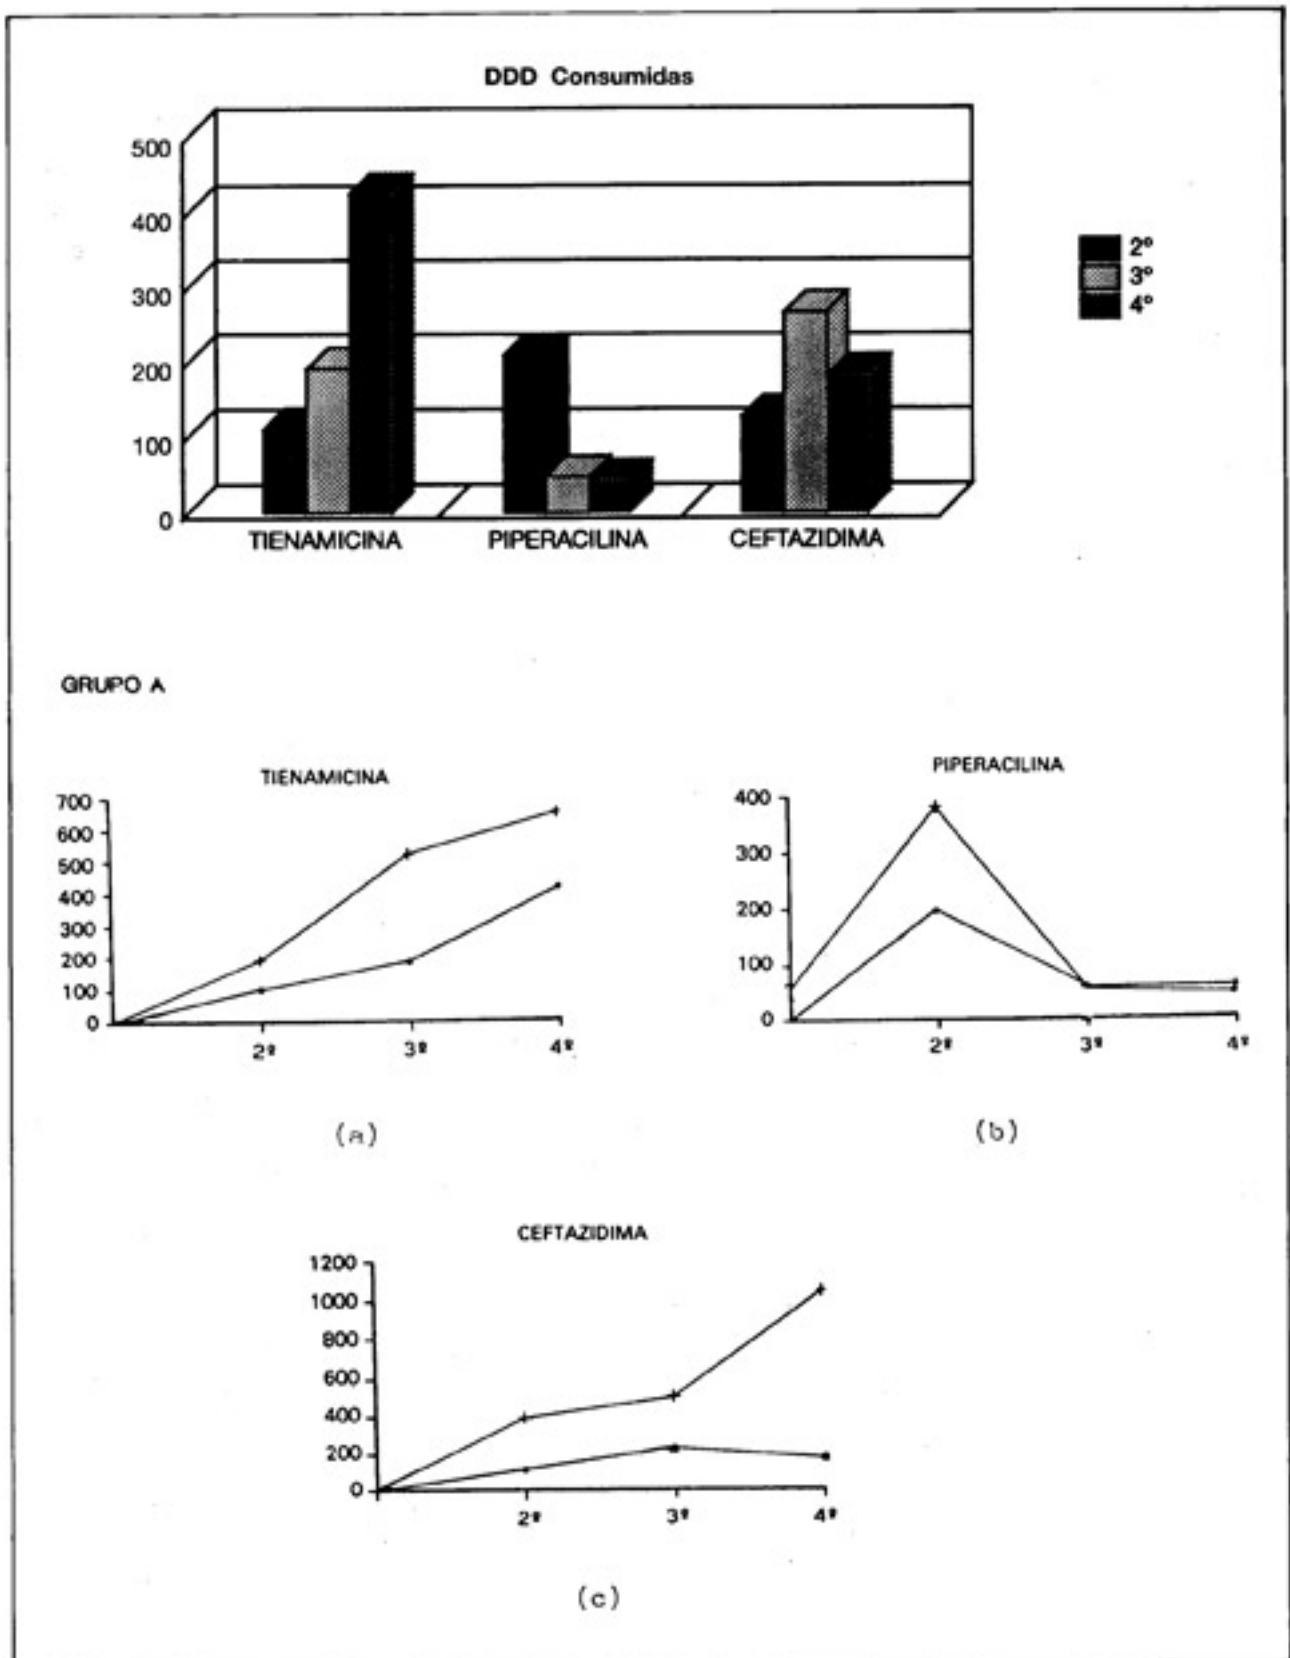 DDD Consumidas
500
400
300
200
100
0
TIENAMICINA PIPERACILINA CEFTAZIDIMA
2º
3º
4º
GRUPO A
TIENAMICINA
700
600
500
400
300
200
100
0
2º 3º 4º
(a)
PIPERACILINA
400
300
200
100
0
2º 3º 4º
(b)
CEFTAZIDIMA
1200
1000
800
600
400
200
0
2º 3º 4º
(c)